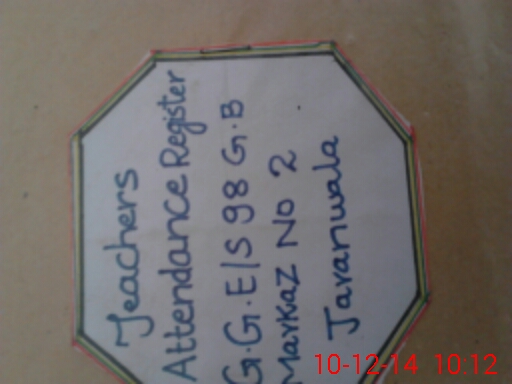 Teachers
Attendance Register
G.G.E/S 98 G.B
Markaz No 2
Jaranwala
10-12-14 10:12